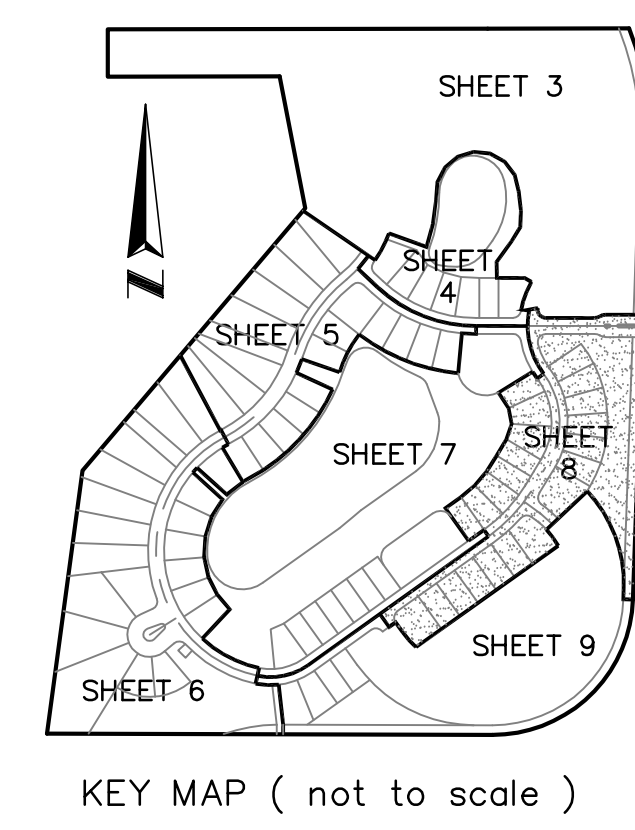 SHEET 3
SHEET
4
SHEET 5
SHEET
8
SHEET 7
SHEET 9
SHEET 6
N
KEY MAP ( not to scale )